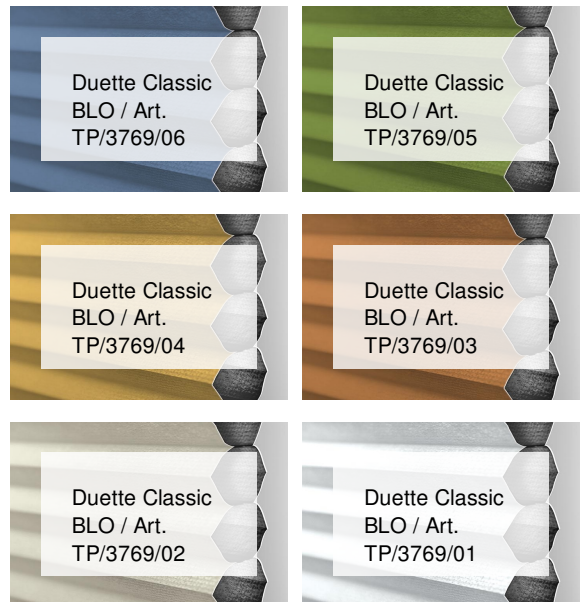 Duette Classic
BLO / Art.
TP/3769/06
Duette Classic
BLO / Art.
TP/3769/05
Duette Classic
BLO / Art.
TP/3769/04
Duette Classic
BLO / Art.
TP/3769/03
Duette Classic
BLO / Art.
TP/3769/02
Duette Classic
BLO / Art.
TP/3769/01